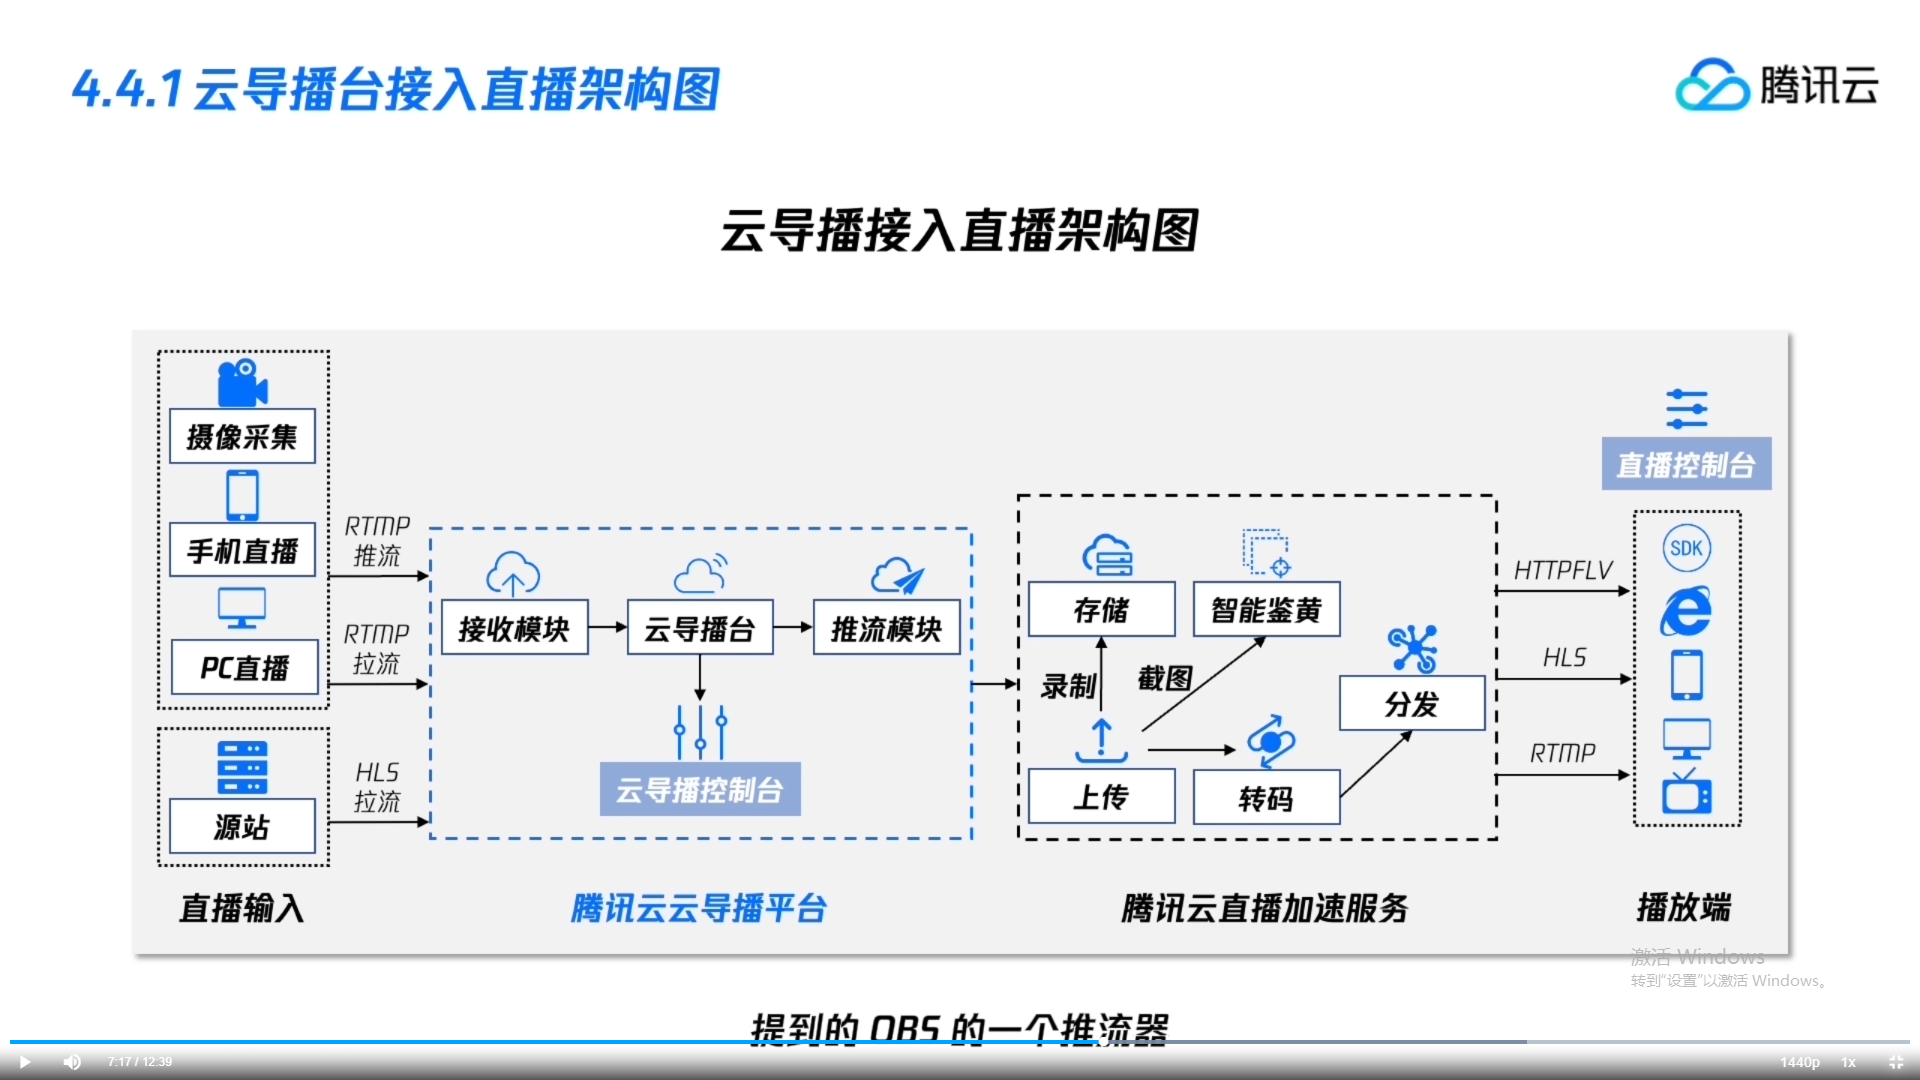 4.4.1 云导播台接入直播架构图
腾讯云
云导播接入直播架构图
摄像采集
手机直播
PC直播
源站
直播输入
RTMP
推流
RTMP
拉流
HLS
拉流
接收模块
云导播台
推流模块
云导播控制台
腾讯云云导播平台
存储
智能鉴黄
录制
截图
分发
上传
转码
腾讯云直播加速服务
HTTPFLV
HLS
RTMP
直播控制台
SDK
播放端
激活 Windows
转到“设置”以激活 Windows。
提到的 OBS 的一个推流器
7:17 / 12:39
1440p
1x